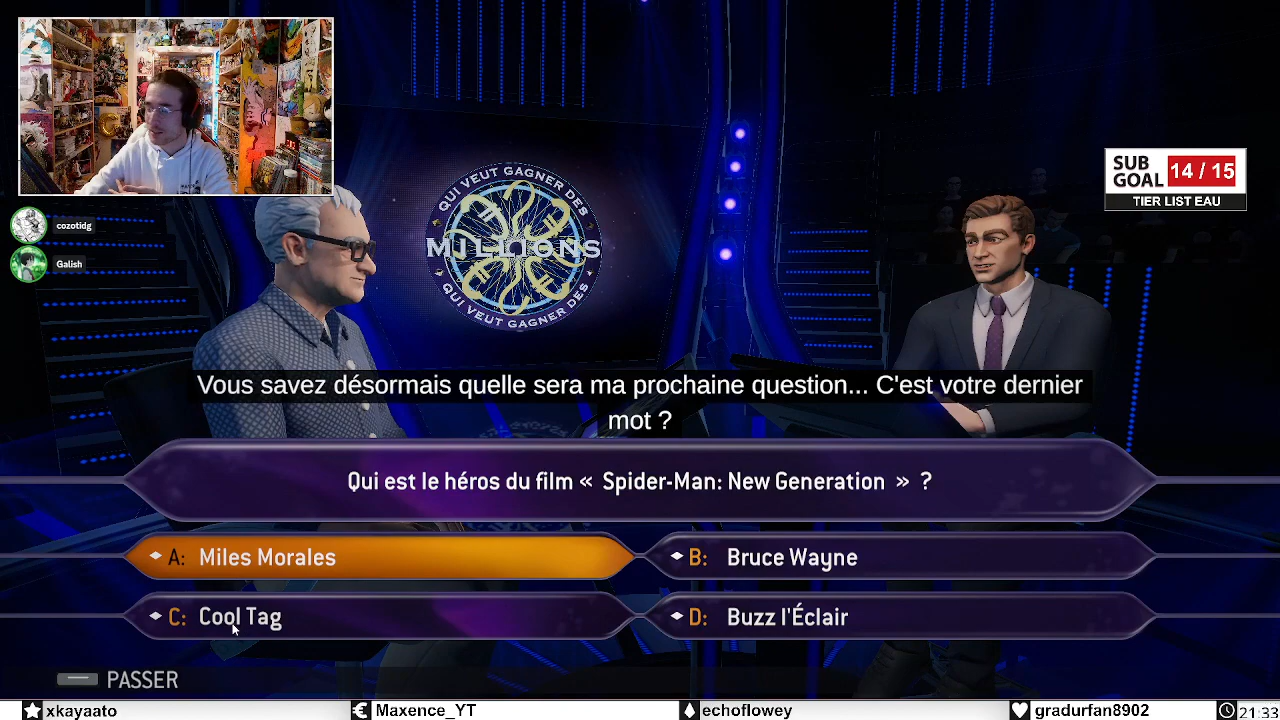 SUB GOAL 14 / 15
TIER LIST EAU
cozotidg
Galish
QUI VEUT GAGNER DES
MILLIONS
QUI VEUT GAGNER DES
Vous savez désormais quelle sera ma prochaine question... C'est votre dernier
mot ?
Qui est le héros du film « Spider-Man: New Generation » ?
A: Miles Morales
B: Bruce Wayne
C: Cool Tag
D: Buzz l'Éclair
PASSER
xkayaato
Maxence_YT
echoflowey
gradurfan8902
21:33